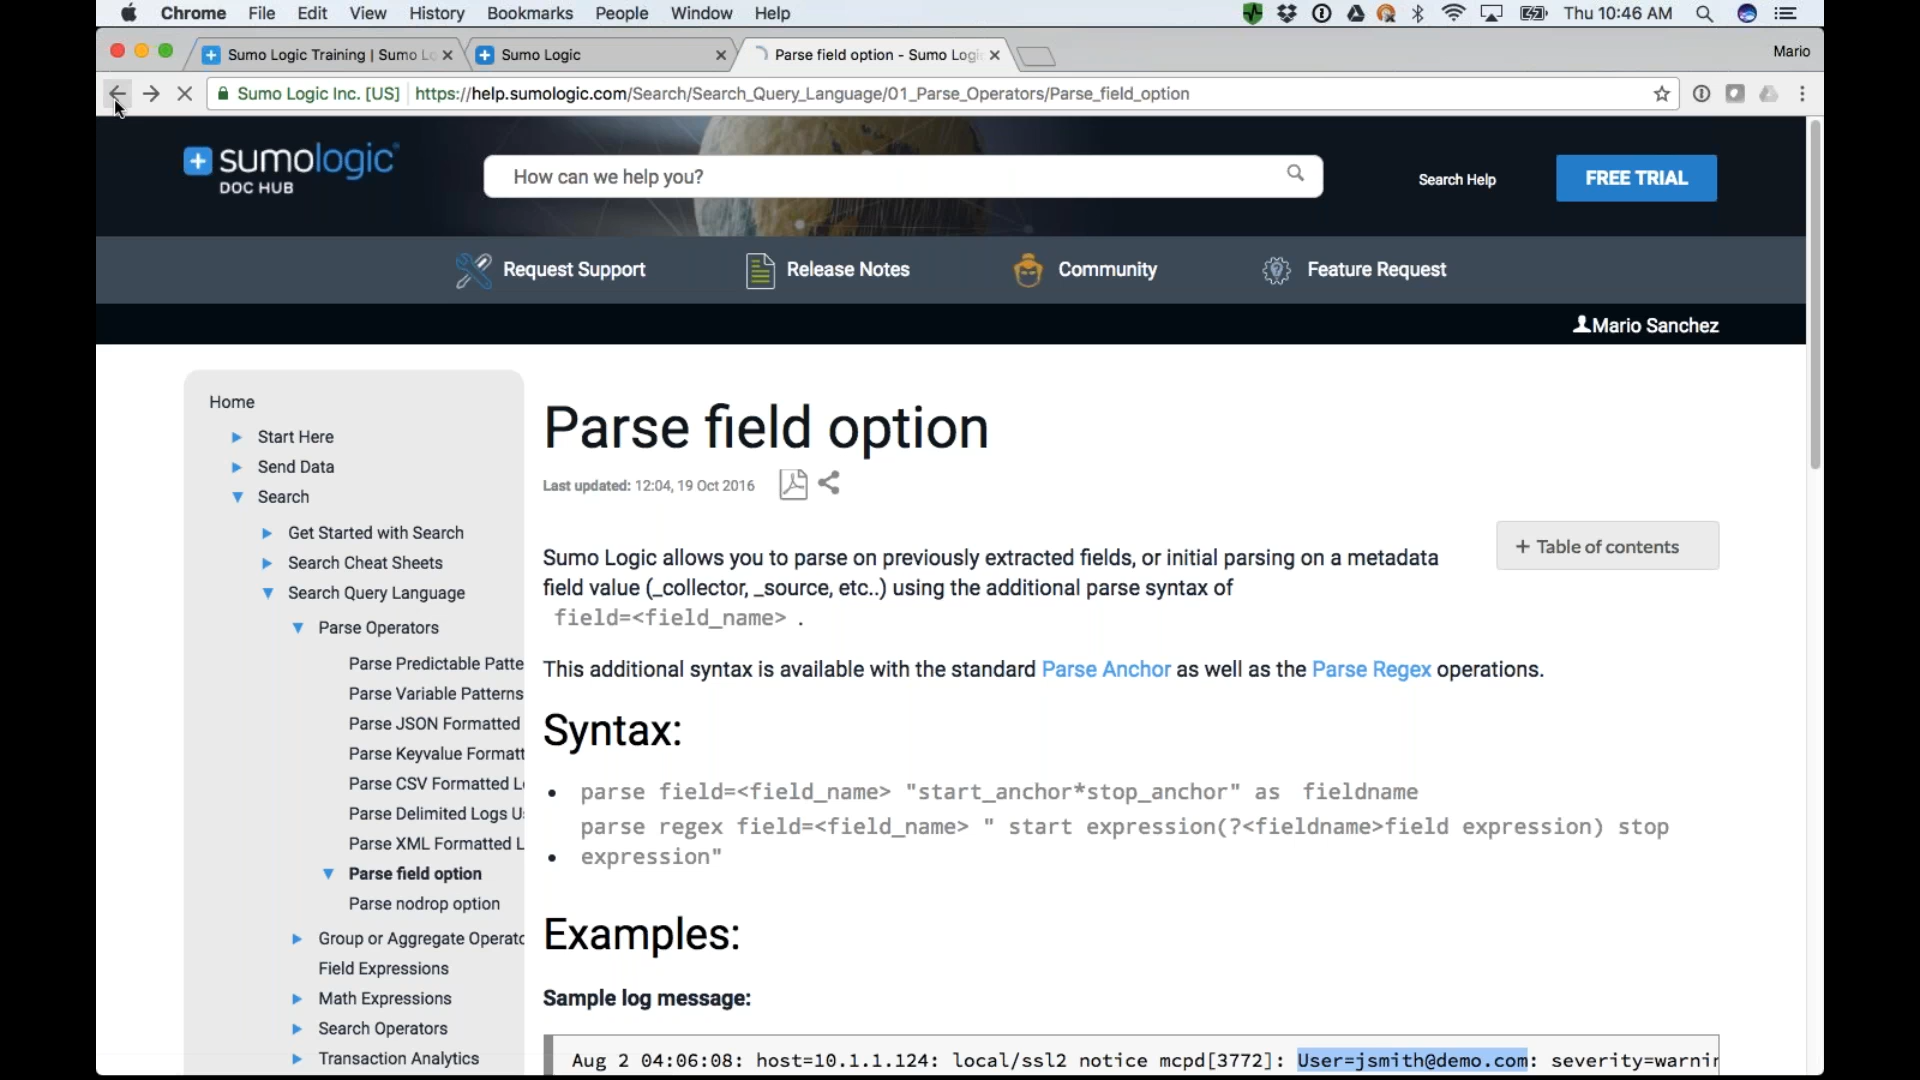 Chrome File Edit View History Bookmarks People Window Help Thu 10:46 AM
Sumo Logic Training | Sumo Lo Sumo Logic Parse field option - Sumo Logi Mario
Sumo Logic Inc. [US] https://help.sumologic.com/Search/Search_Query_Language/01_Parse_Operators/Parse_field_option
sumologic
DOC HUB
How can we help you?
Search Help
FREE TRIAL
Request Support Release Notes Community Feature Request
Mario Sanchez
Home
Start Here
Send Data
Search
Get Started with Search
Search Cheat Sheets
Search Query Language
Parse Operators
Parse Predictable Patte
Parse Variable Patterns
Parse JSON Formatted
Parse Keyvalue Formatt
Parse CSV Formatted L
Parse Delimited Logs U
Parse XML Formatted L
Parse field option
Parse nodrop option
Group or Aggregate Operato
Field Expressions
Math Expressions
Search Operators
Transaction Analytics
Parse field option
Last updated: 12:04, 19 Oct 2016
+ Table of contents
Sumo Logic allows you to parse on previously extracted fields, or initial parsing on a metadata
field value (_collector, _source, etc..) using the additional parse syntax of
field=<field_name> .
This additional syntax is available with the standard Parse Anchor as well as the Parse Regex operations.
Syntax:
• parse field=<field_name> "start_anchor*stop_anchor" as fieldname
parse regex field=<field_name> " start expression(?<fieldname>field expression) stop
• expression"
Examples:
Sample log message:
Aug 2 04:06:08: host=10.1.1.124: local/ssl2 notice mcpd[3772]: User=jsmith@demo.com: severity=warnin